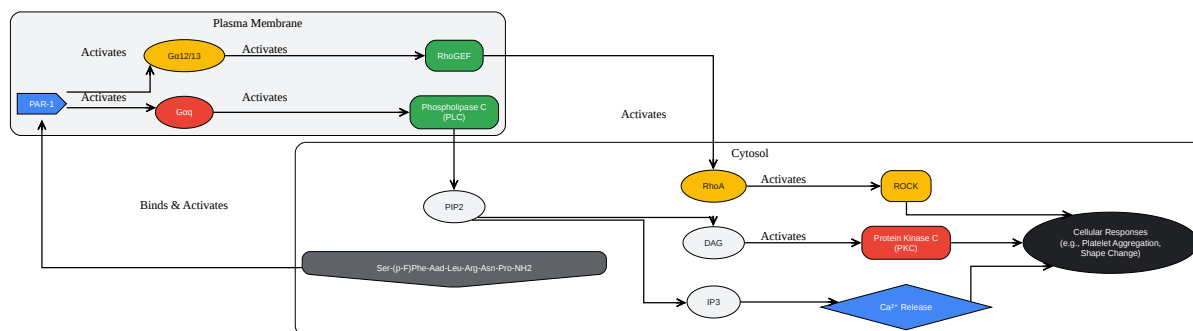 Plasma Membrane
Activates
Gα12/13
Activates
RhoGEF
PAR-1
Activates
Gαq
Activates
Phospholipase C
(PLC)
Activates
Cytosol
RhoA
Activates
ROCK
Binds & Activates
PIP2
DAG
Activates
Protein Kinase C
(PKC)
Cellular Responses
(e.g., Platelet Aggregation,
Shape Change)
Ser-(p-F)Phe-Aad-Leu-Arg-Asn-Pro-NH2
IP3
Ca²⁺ Release